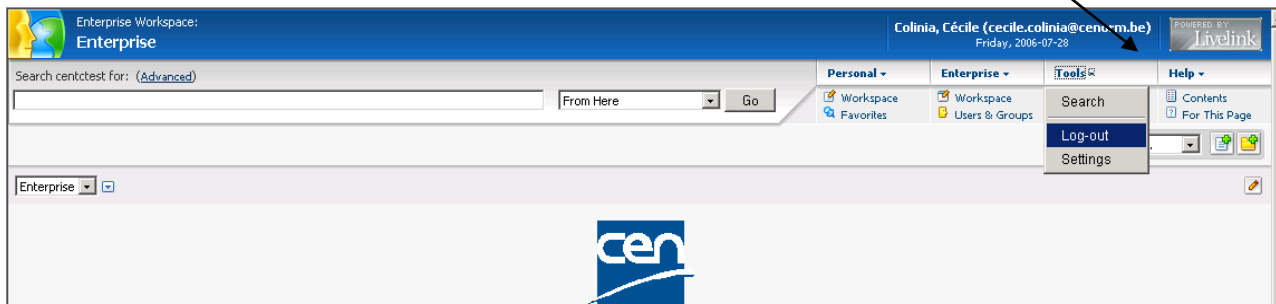 Enterprise Workspace:
Enterprise
Colinia, Cécile (cecile.colinia@cenorm.be)
Friday, 2006-07-28
POWERED BY
Livelink
Search centctest for: (Advanced)
From Here
Go
Personal
Workspace
Favorites
Enterprise
Workspace
Users & Groups
Tools
Search
Log-out
Settings
Help
Contents
For This Page
Enterprise
cen